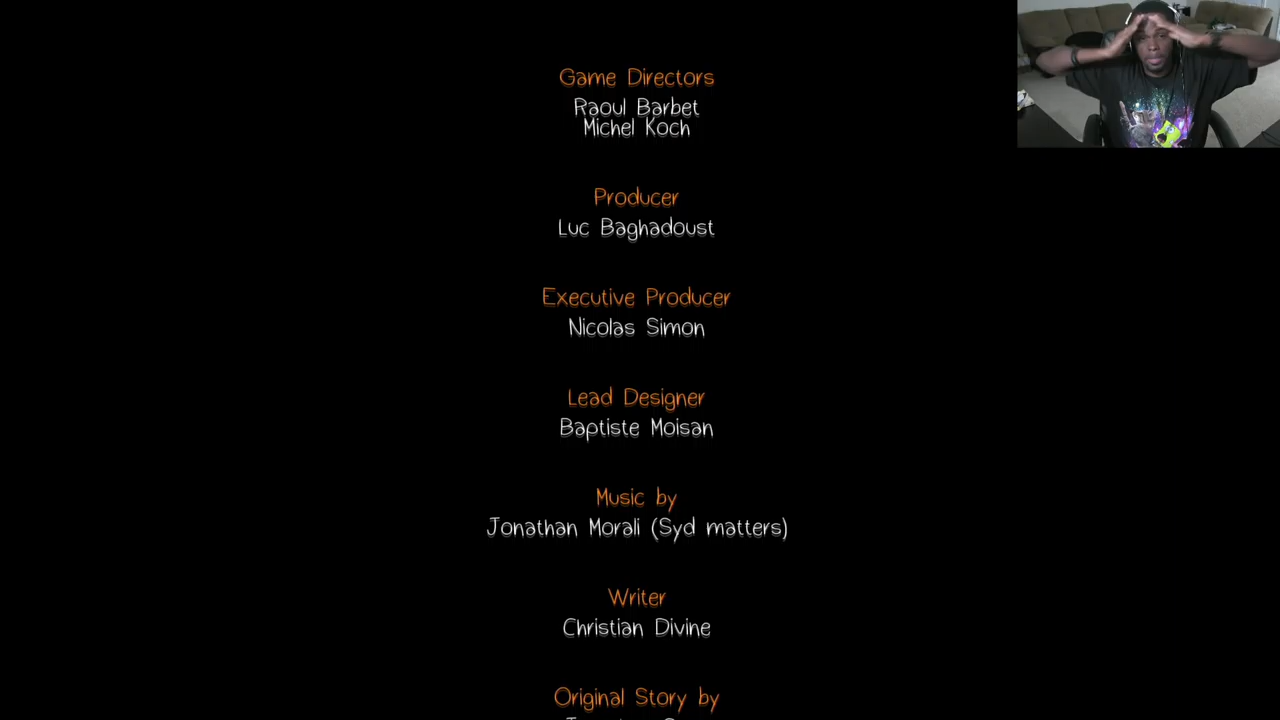 Game Directors
Raoul Barbet
Michel Koch
Producer
Luc Baghadoust
Executive Producer
Nicolas Simon
Lead Designer
Baptiste Moisan
Music by
Jonathan Morali (Syd matters)
Writer
Christian Divine
Original Story by